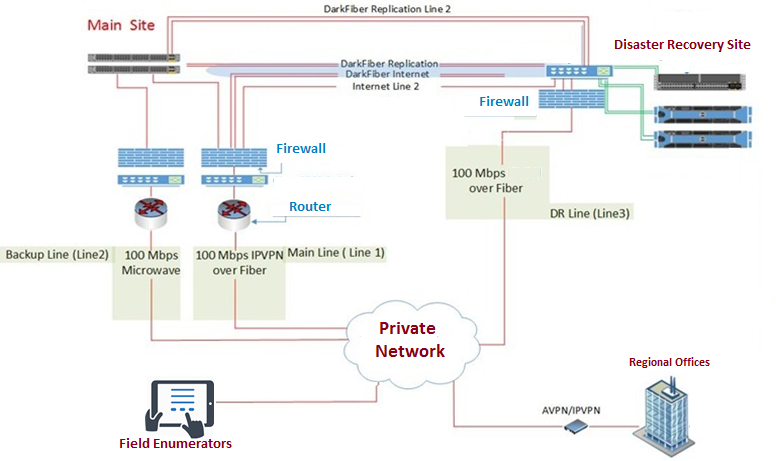 DarkFiber Replication Line 2
Main Site
Disaster Recovery Site
DarkFiber Replication
DarkFiber Internet
Internet Line 2
Firewall
Firewall
100 Mbps
over Fiber
Router
DR Line (Line3)
Backup Line (Line2)
100 Mbps
Microwave
100 Mbps IPVPN
over Fiber
Main Line ( Line 1)
Private
Network
Regional Offices
AVPN/IPVPN
Field Enumerators